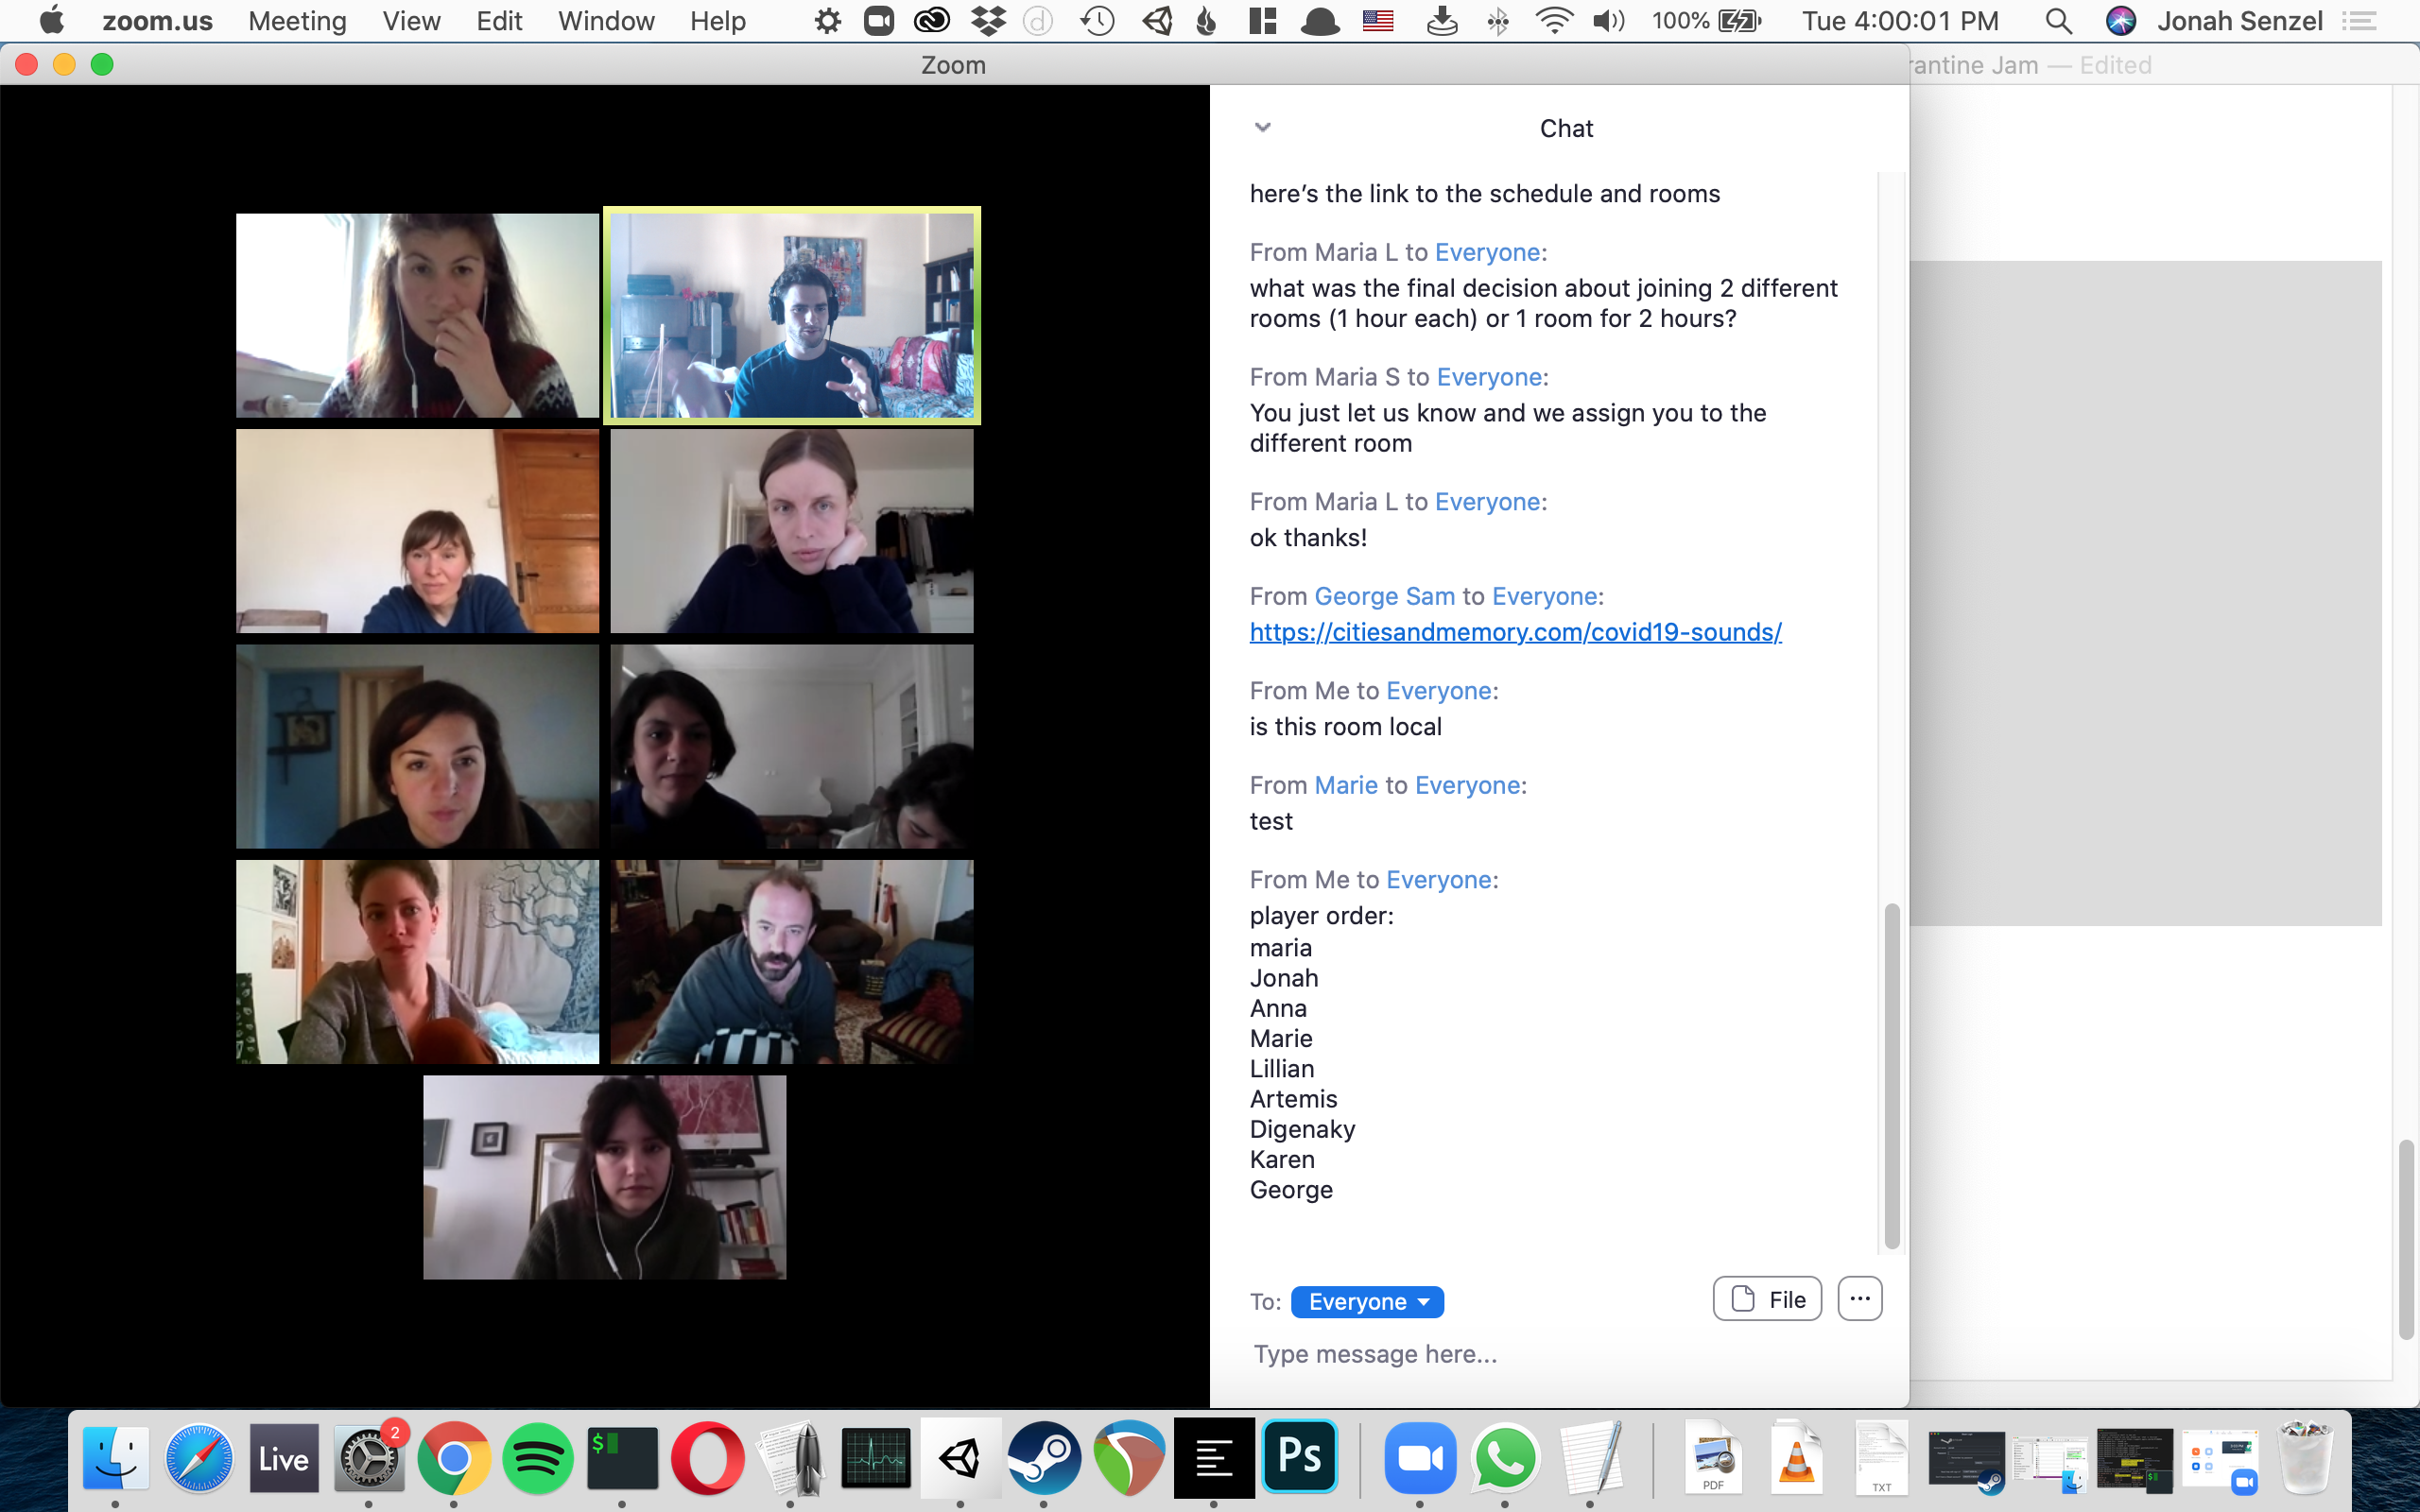 zoom.us Meeting View Edit Window Help 100% Tue 4:00:01 PM Jonah Senzel
Zoom
rantine Jam — Edited
Chat
here's the link to the schedule and rooms
From Maria L to Everyone:
what was the final decision about joining 2 different
rooms (1 hour each) or 1 room for 2 hours?
From Maria S to Everyone:
You just let us know and we assign you to the
different room
From Maria L to Everyone:
ok thanks!
From George Sam to Everyone:
https://citiesandmemory.com/covid19-sounds/
From Me to Everyone:
is this room local
From Marie to Everyone:
test
From Me to Everyone:
player order:
maria
Jonah
Anna
Marie
Lillian
Artemis
Digenaky
Karen
George
To: Everyone File
Type message here...
Live
2
$
Ps
PDF
TXT